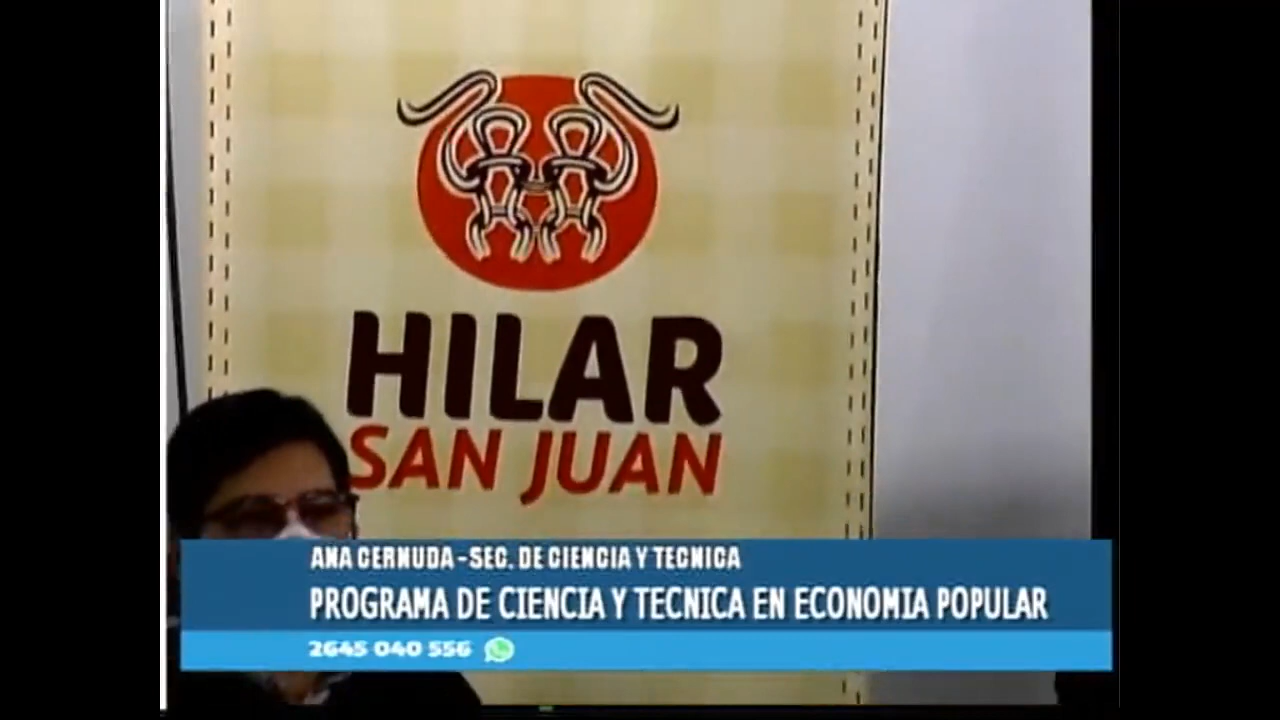 HILAR
SAN JUAN
ANA CERNUDA - SEC. DE CIENCIA Y TECNICA
PROGRAMA DE CIENCIA Y TECNICA EN ECONOMIA POPULAR
2645 040 556